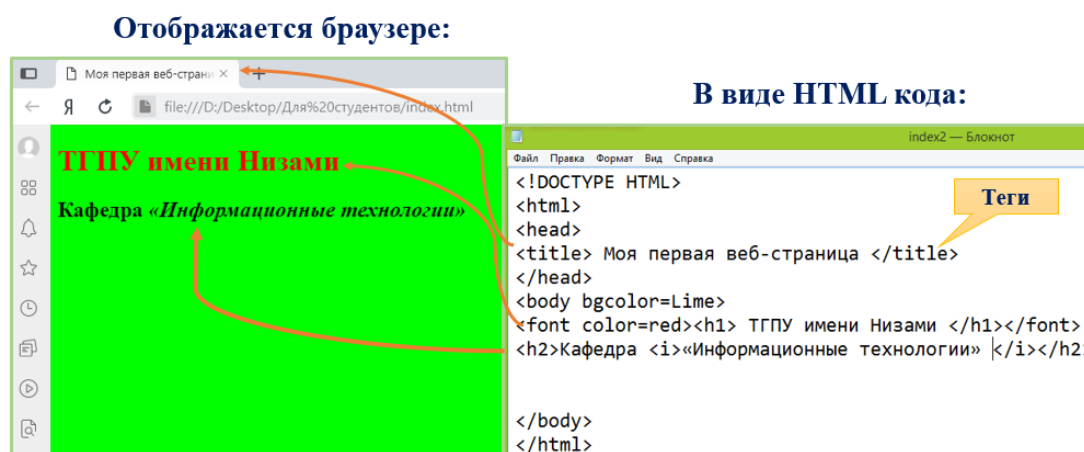 Отображается браузере:
Моя первая веб-страни
file:///D:/Desktop/Для%20студентов/index.html
ТГПУ имени Низами
Кафедра «Информационные технологии»
В виде HTML кода:
index2 — Блокнот
Файл Правка Формат Вид Справка
<!DOCTYPE HTML>
<html>
<head>
Теги
<title> Моя первая веб-страница </title>
</head>
<body bgcolor=Lime>
<font color=red><h1> ТГПУ имени Низами </h1></font>
<h2>Кафедра <i>«Информационные технологии» </i></h2
</body>
</html>